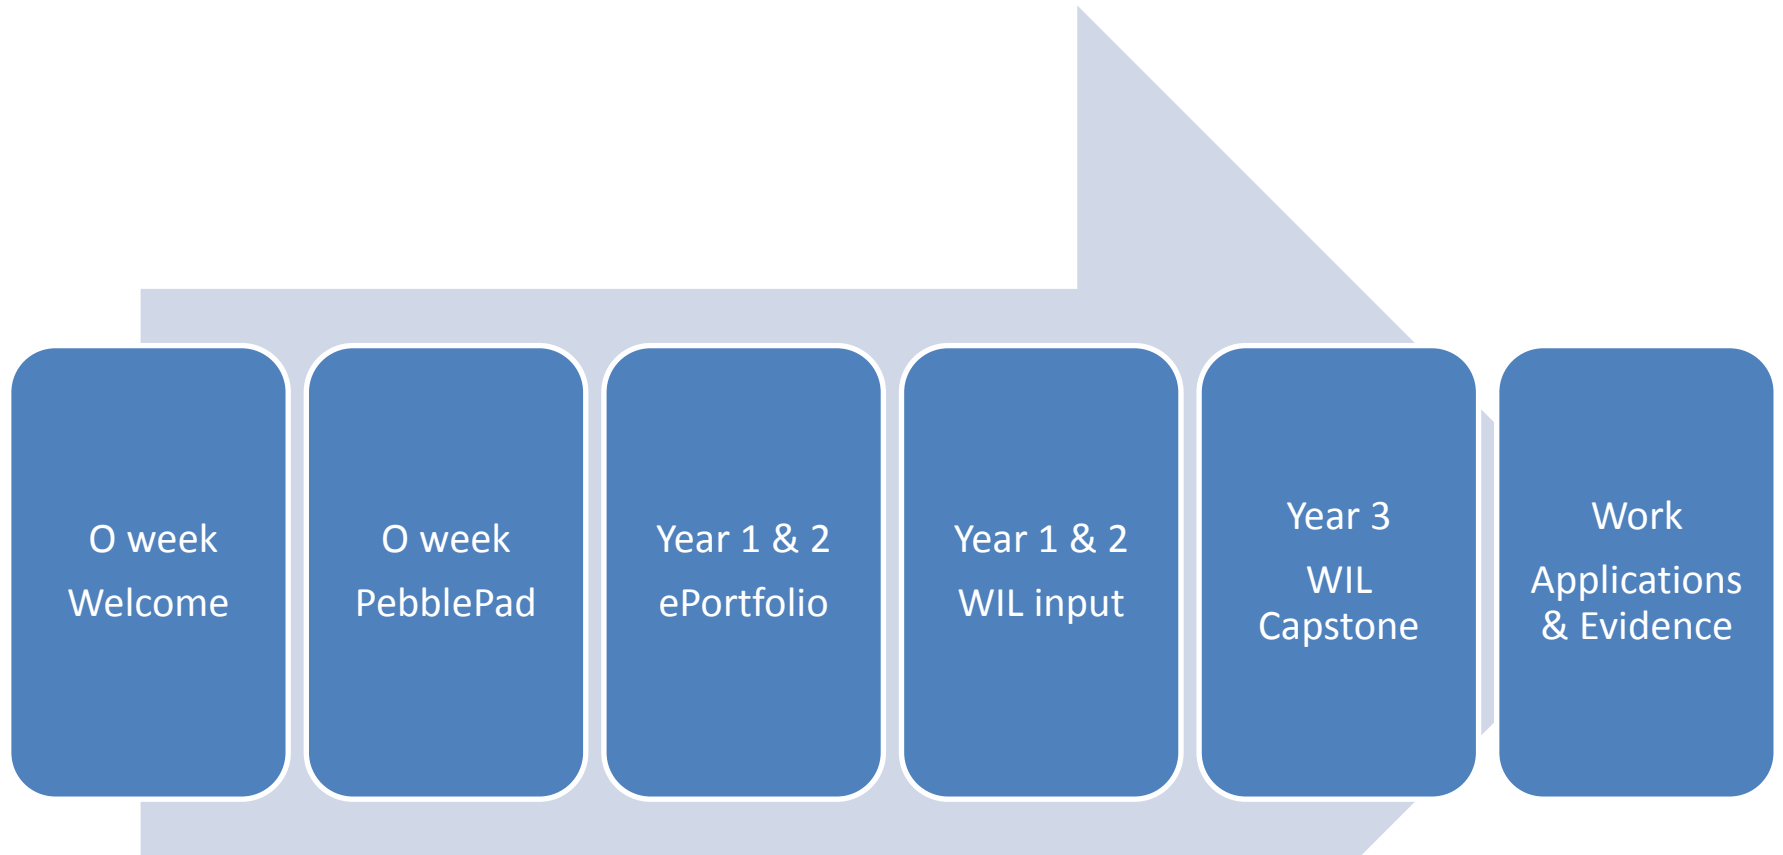 O week
Welcome
O week
PebblePad
Year 1 & 2
ePortfolio
Year 1 & 2
WIL input
Year 3
WIL
Capstone
Work
Applications
& Evidence